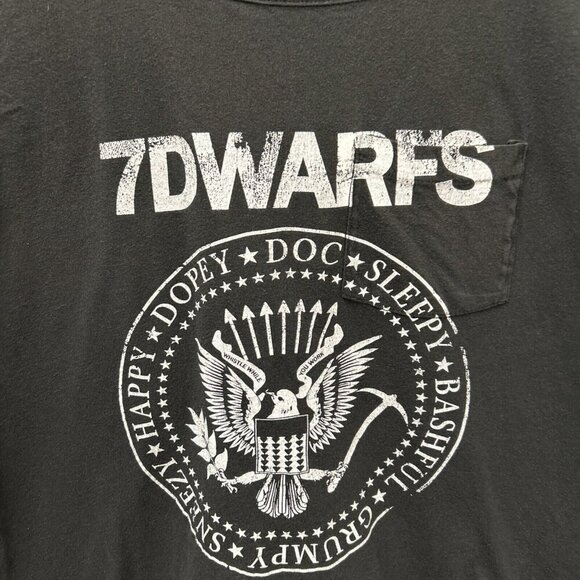 7DWARFS
SNEEZY ★ HAPPY ★ DOPEY ★ DOC ★ SLEEPY ★ BASHFUL ★ GRUMPY ★
WHISTLE WHILE
YOU WORK